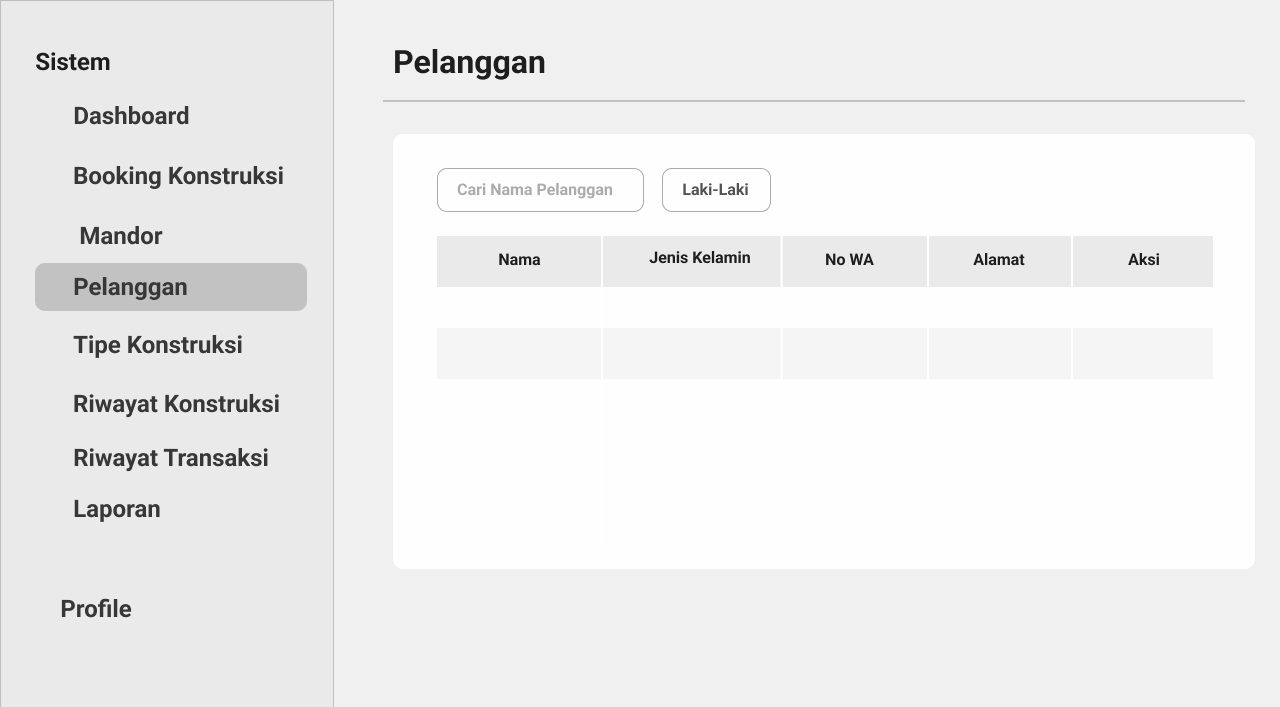 Sistem
Dashboard
Booking Konstruksi
Mandor
Pelanggan
Tipe Konstruksi
Riwayat Konstruksi
Riwayat Transaksi
Laporan
Profile
Pelanggan
Cari Nama Pelanggan
Laki-Laki
Nama Jenis Kelamin No WA Alamat Aksi